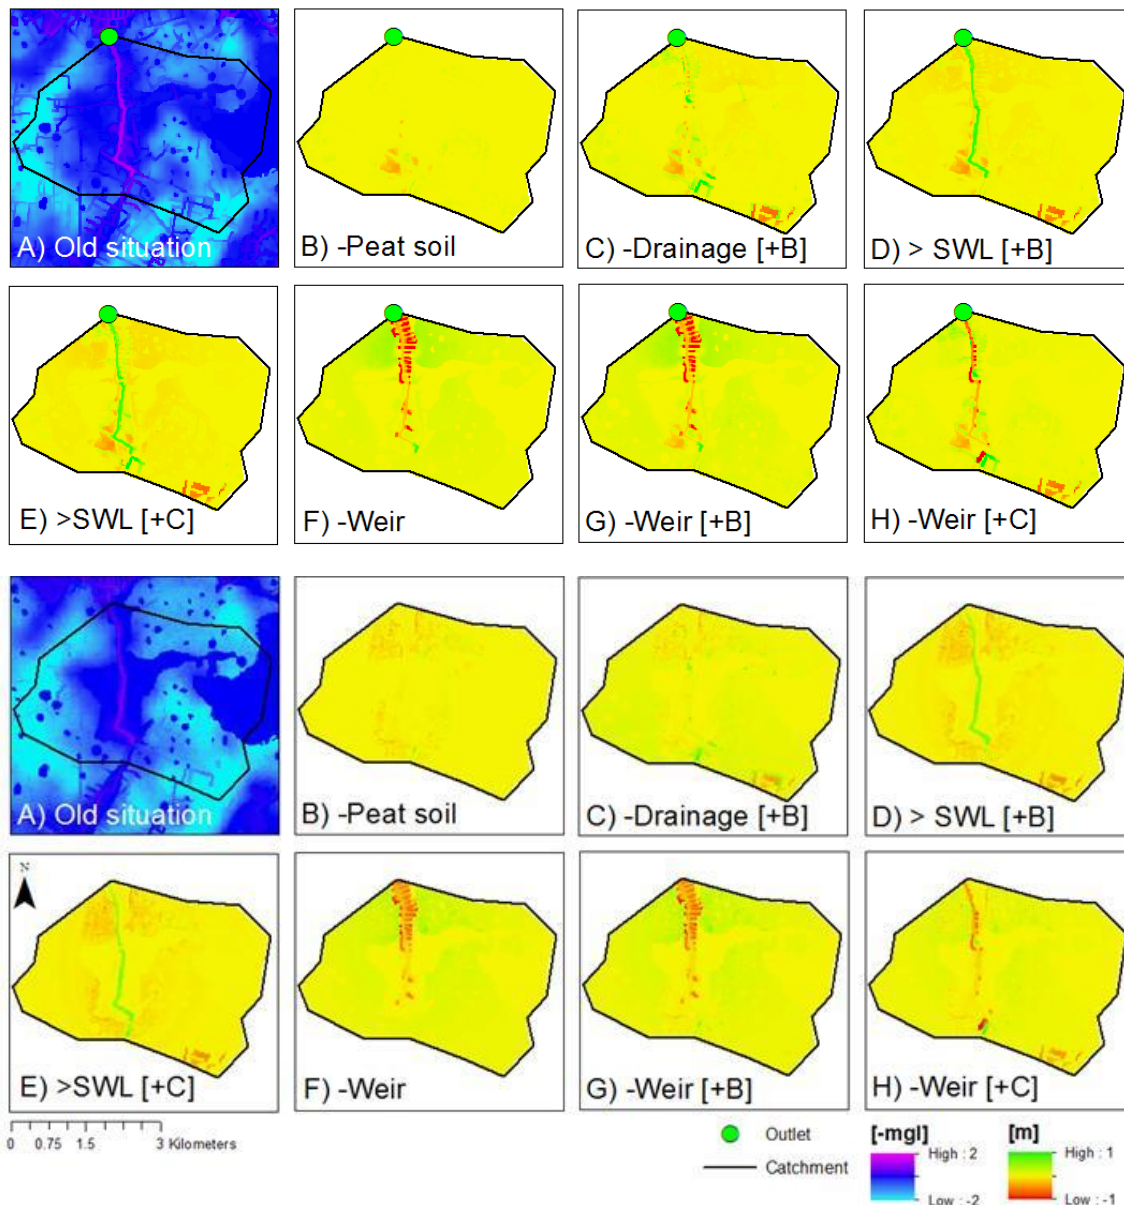 A) Old situation
B) -Peat soil
C) -Drainage [+B]
D) > SWL [+B]
E) >SWL [+C]
F) -Weir
G) -Weir [+B]
H) -Weir [+C]
A) Old situation
B) -Peat soil
C) -Drainage [+B]
D) > SWL [+B]
N
E) >SWL [+C]
F) -Weir
G) -Weir [+B]
H) -Weir [+C]
0 0.75 1.5 3 Kilometers
Outlet
Catchment
[-mgl]
High : 2
Low : -2
[m]
High : 1
Low : -1